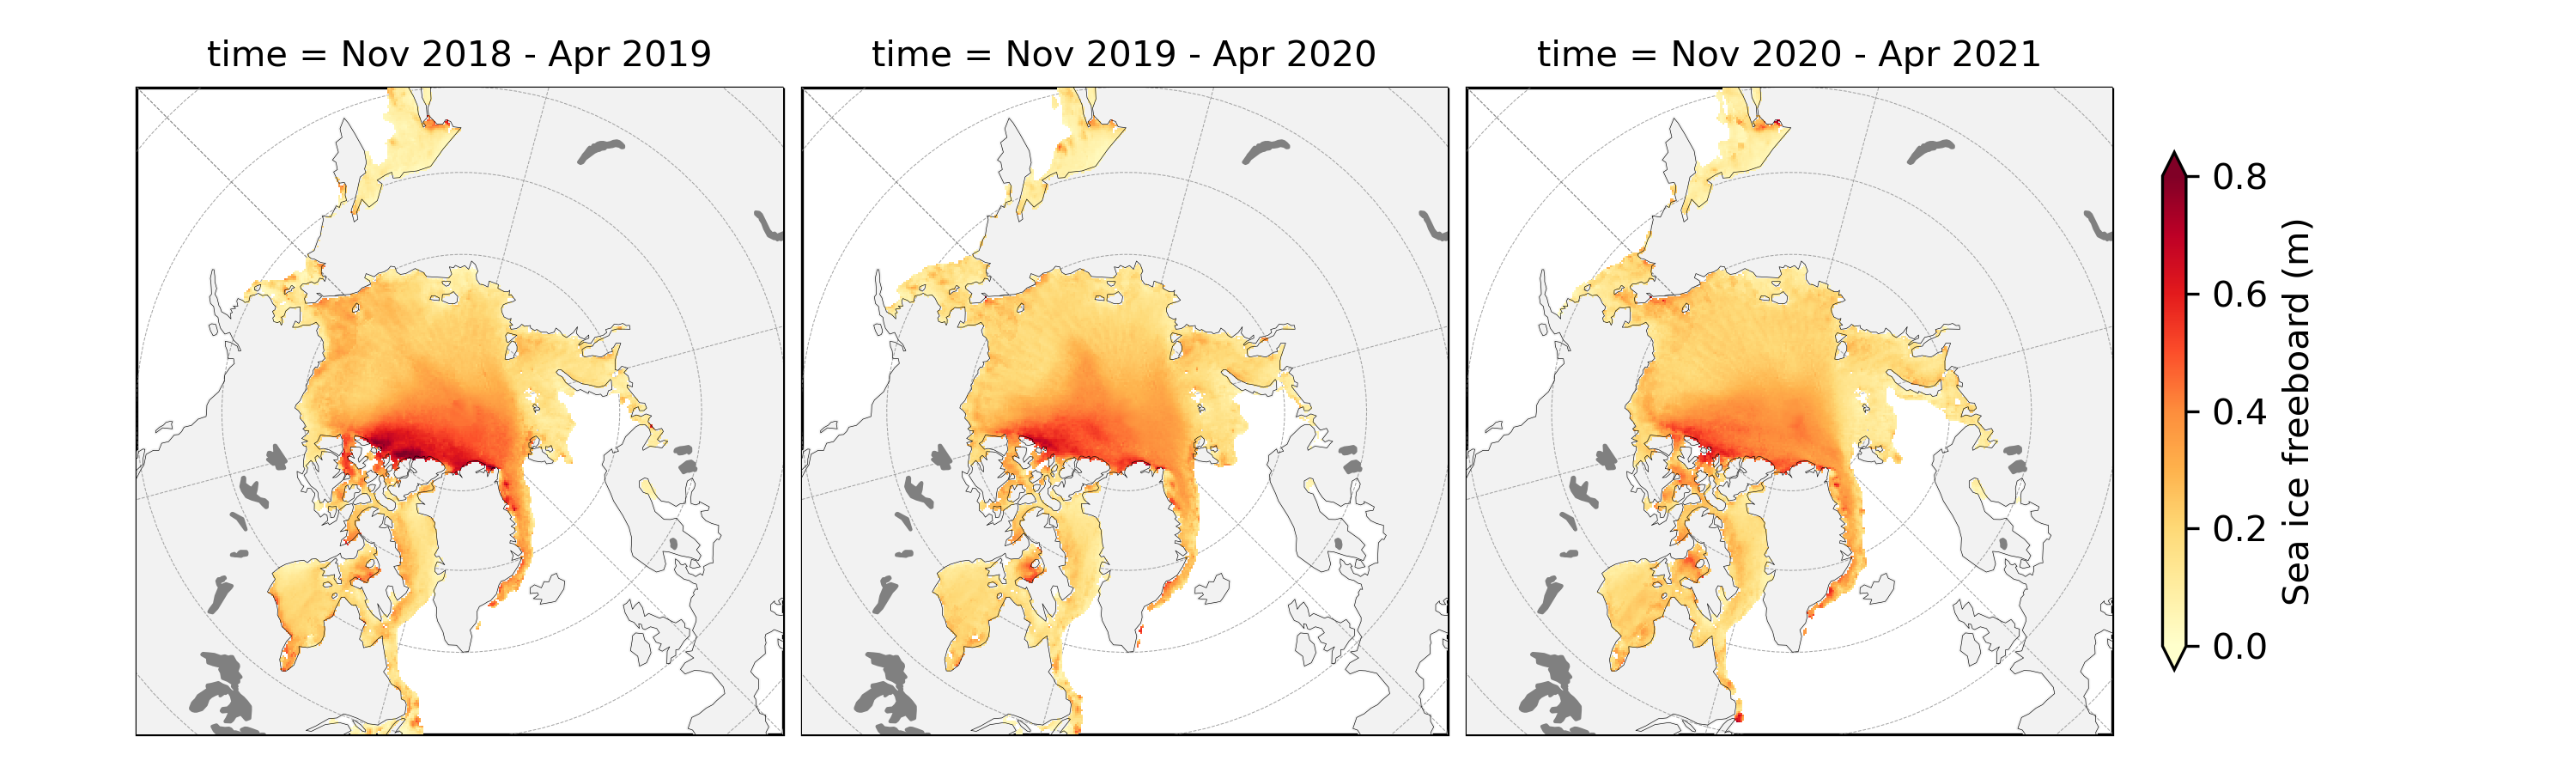 time = Nov 2018 - Apr 2019
time = Nov 2019 - Apr 2020
time = Nov 2020 - Apr 2021
0.8
0.6
0.4
0.2
0.0
Sea ice freeboard (m)